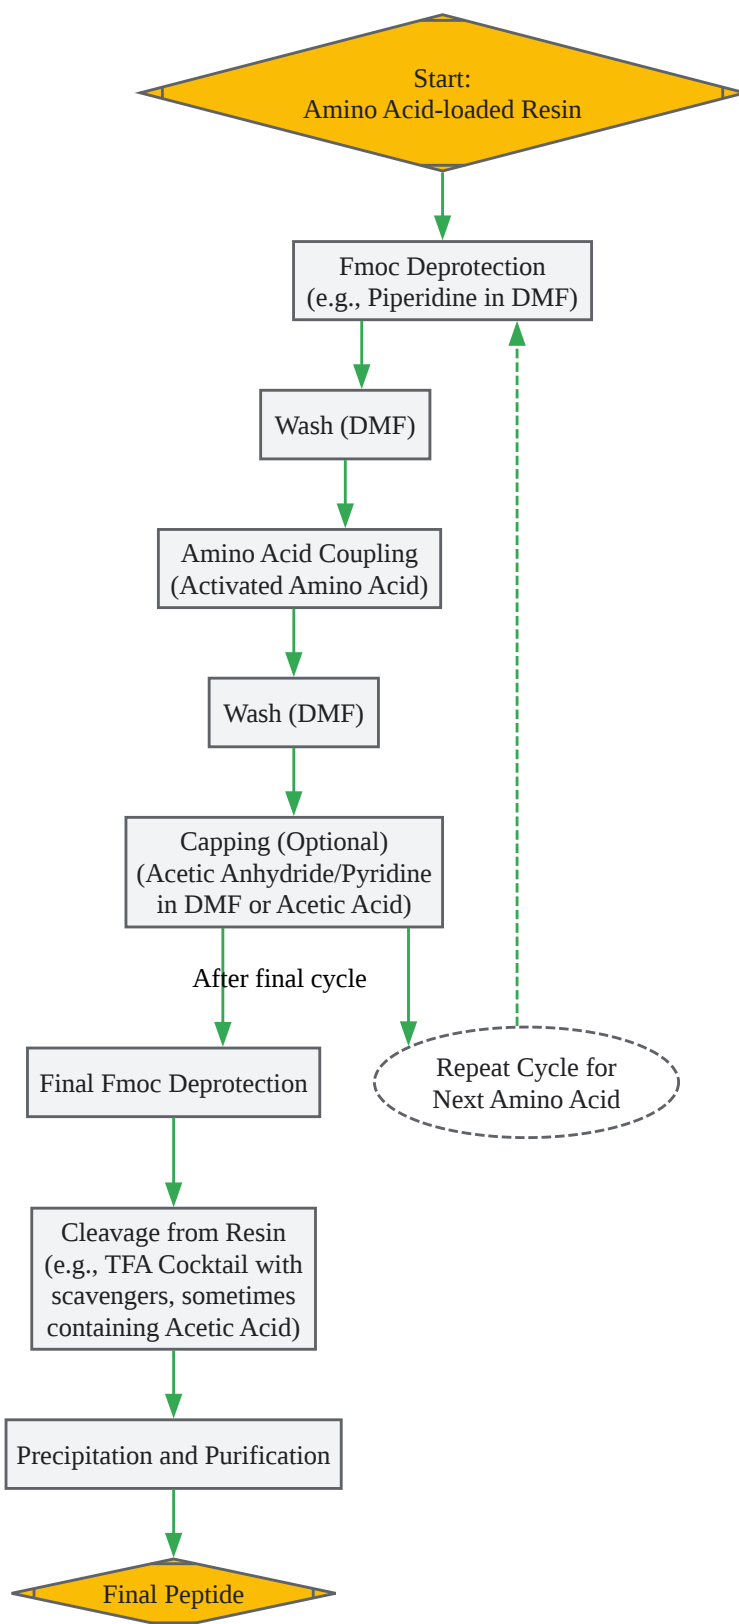 Start:
Amino Acid-loaded Resin
Fmoc Deprotection
(e.g., Piperidine in DMF)
Wash (DMF)
Amino Acid Coupling
(Activated Amino Acid)
Wash (DMF)
Capping (Optional)
(Acetic Anhydride/Pyridine
in DMF or Acetic Acid)
After final cycle
Final Fmoc Deprotection
Repeat Cycle for
Next Amino Acid
Cleavage from Resin
(e.g., TFA Cocktail with
scavengers, sometimes
containing Acetic Acid)
Precipitation and Purification
Final Peptide